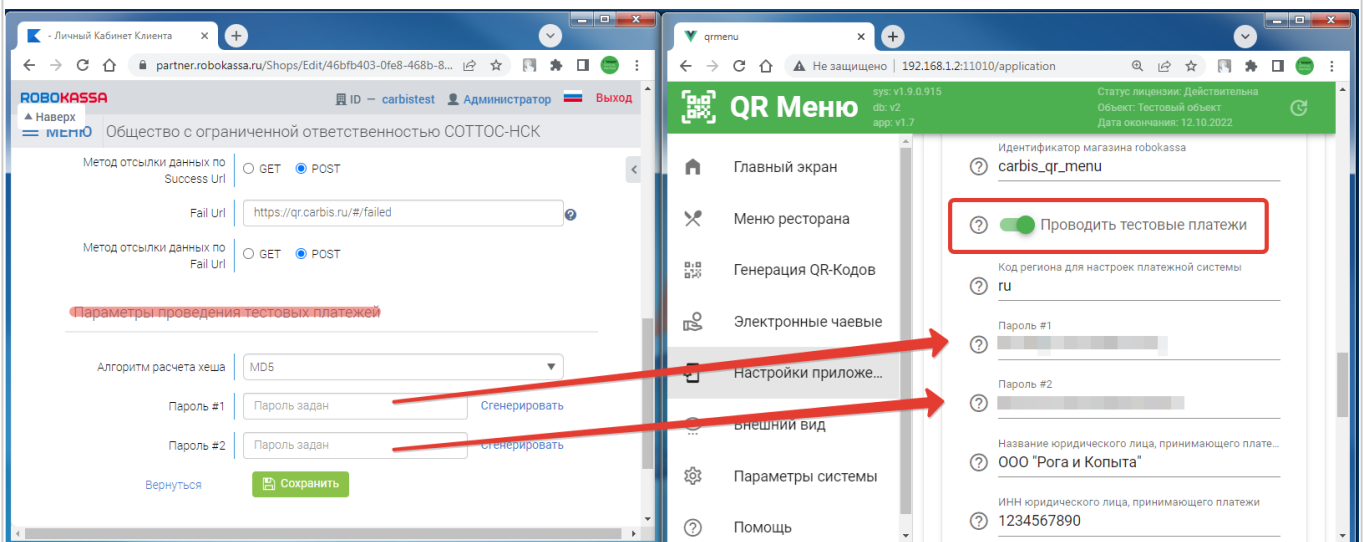 - Личный Кабинет Клиента
partner.robokassa.ru/Shops/Edit/46bfb403-0fe8-468b-8...
ROBOKASSA
ID — carbistest
Администратор
Выход
Наверх
МЕНЮ
Общество с ограниченной ответственностью СОТТОС-НСК
Метод отсылки данных по
Success Url
GET
POST
Fail Url
https://qr.carbis.ru/#/failed
Метод отсылки данных по
Fail Url
GET
POST
Параметры проведения тестовых платежей
Алгоритм расчета хеша
MD5
Пароль #1
Пароль задан
Сгенерировать
Пароль #2
Пароль задан
Сгенерировать
Вернуться
Сохранить
qrmenu
Не защищено
192.168.1.2:11010/application
QR Меню
sys: v1.9.0.915
db: v2
app: v1.7
Статус лицензии: Действительна
Объект: Тестовый объект
Дата окончания: 12.10.2022
Главный экран
Меню ресторана
Генерация QR-Кодов
Электронные чаевые
Настройки приложе...
Внешний вид
Параметры системы
Помощь
Идентификатор магазина robokassa
carbis_qr_menu
Проводить тестовые платежи
Код региона для настроек платежной системы
ru
Пароль #1
Пароль #2
Название юридического лица, принимающего плате...
ООО "Рога и Копыта"
ИНН юридического лица, принимающего платежи
1234567890